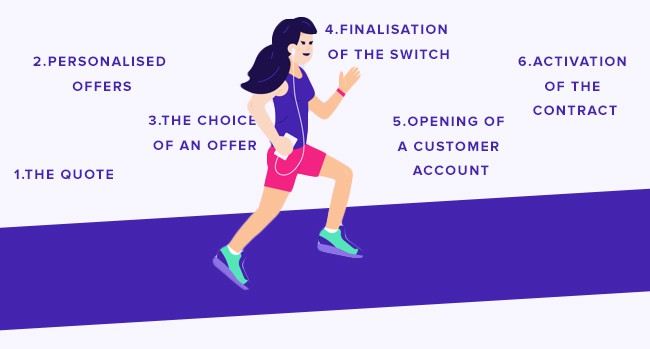 1.THE QUOTE
2.PERSONALISED
OFFERS
3.THE CHOICE
OF AN OFFER
4.FINALISATION
OF THE SWITCH
5.OPENING OF
A CUSTOMER
ACCOUNT
6.ACTIVATION
OF THE
CONTRACT